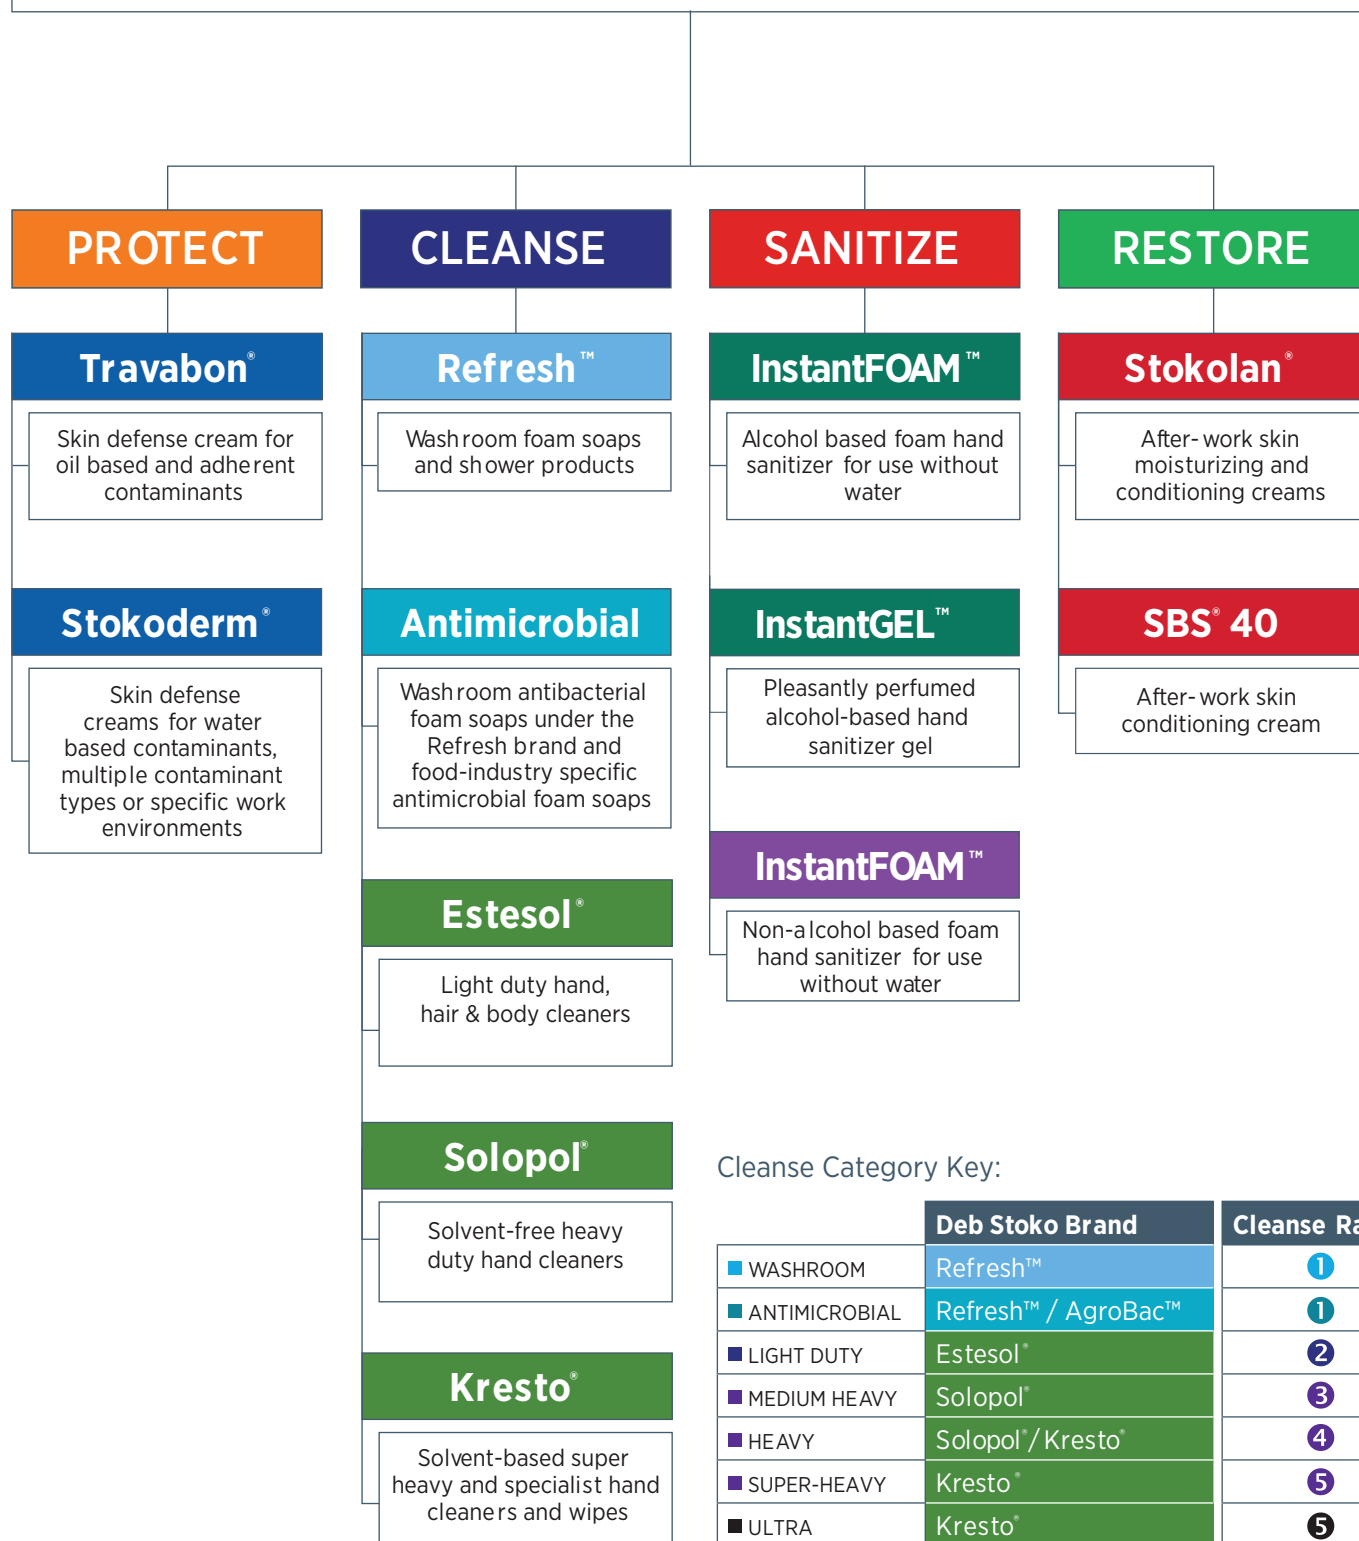 PROTECT
Travabon®
Skin defense cream for
oil based and adherent
contaminants
Stokoderm®
Skin defense
creams for water
based contaminants,
multiple contaminant
types or specific work
environments
CLEANSE
Refresh™
Washroom foam soaps
and shower products
Antimicrobial
Washroom antibacterial
foam soaps under the
Refresh brand and
food-industry specific
antimicrobial foam soaps
Estesol®
Light duty hand,
hair & body cleaners
Solopol®
Solvent-free heavy
duty hand cleaners
Kresto®
Solvent-based super
heavy and specialist hand
cleaners and wipes
SANITIZE
InstantFOAM™
Alcohol based foam hand
sanitizer for use without
water
InstantGEL™
Pleasantly perfumed
alcohol-based hand
sanitizer gel
InstantFOAM™
Non-alcohol based foam
hand sanitizer for use
without water
RESTORE
Stokolan®
After-work skin
moisturizing and
conditioning creams
SBS® 40
After-work skin
conditioning cream
Cleanse Category Key:
Deb Stoko Brand Cleanse Ra
WASHROOM Refresh™ 1
ANTIMICROBIAL Refresh™ / AgroBac™ 1
LIGHT DUTY Estesol® 2
MEDIUM HEAVY Solopol® 3
HEAVY Solopol®/Kresto® 4
SUPER-HEAVY Kresto® 5
ULTRA Kresto® 5